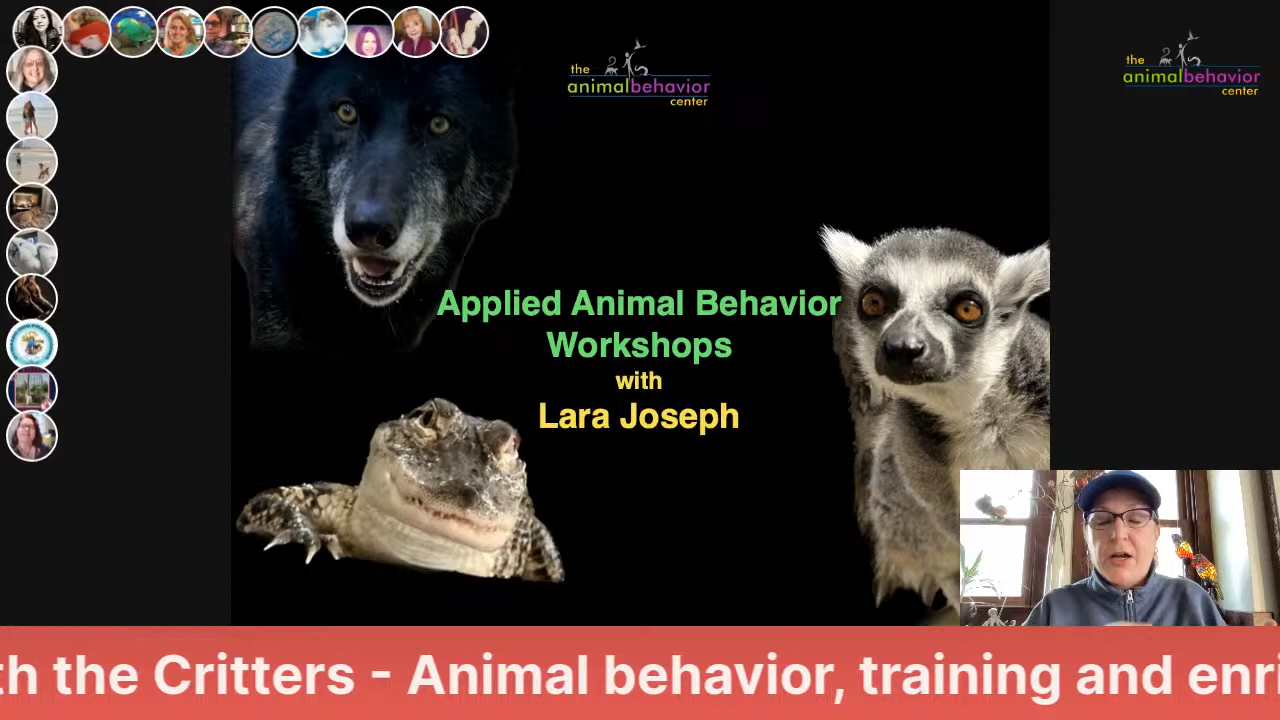 the
animalbehavior
center
the
animalbehavior
center
Applied Animal Behavior
Workshops
with
Lara Joseph
th the Critters - Animal behavior, training and enri